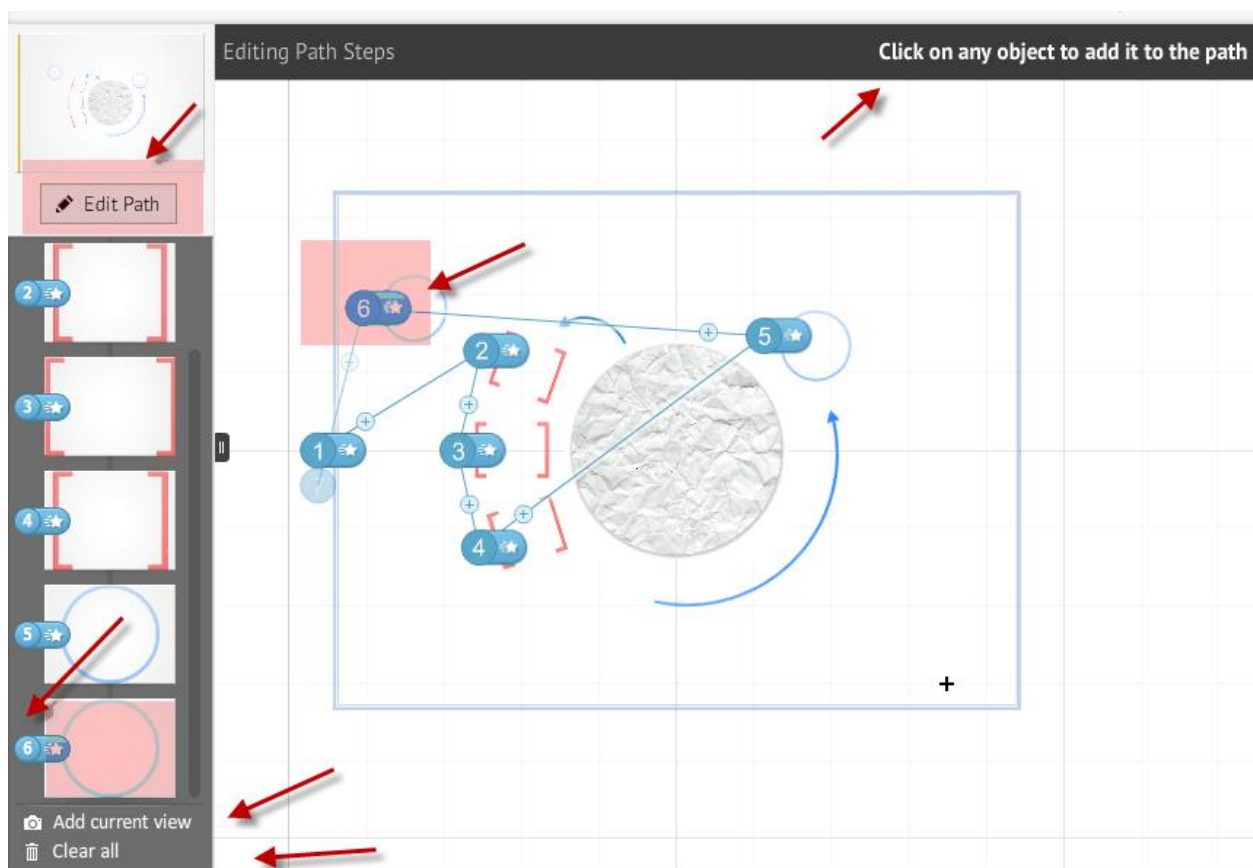 Editing Path Steps
Click on any object to add it to the path
Edit Path
2
3
4
5
6
Add current view
Clear all
6
5
2
1
3
4